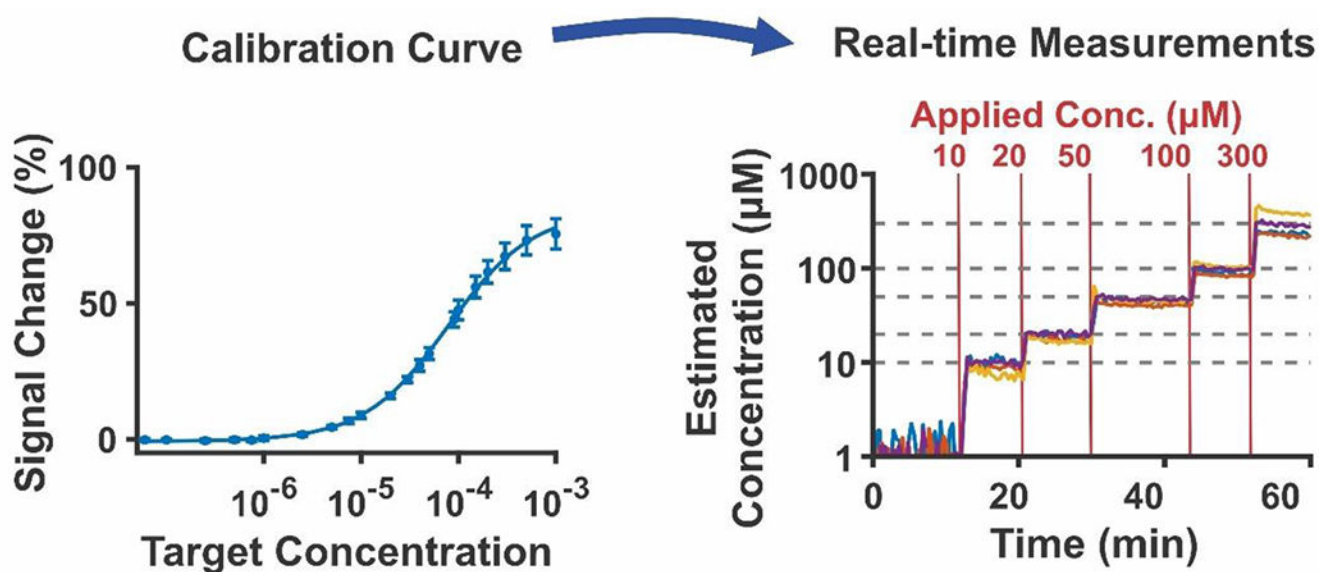 Calibration Curve
Real-time Measurements
Signal Change (%)
100
50
0
10⁻⁶
10⁻⁵
10⁻⁴
10⁻³
Target Concentration
Applied Conc. (µM)
10
20
50
100
300
Estimated
Concentration (µM)
1000
100
10
1
0
20
40
60
Time (min)